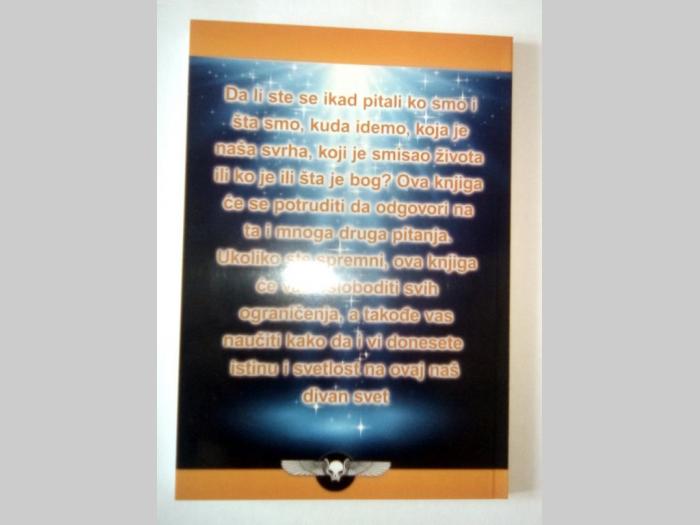 Da li ste se ikad pitali ko smo i
šta smo, kuda idemo, koja je
naša svrha, koji je smisao života
ili ko je ili šta je bog? Ova knjiga
će se potruditi da odgovori na
ta i mnoga druga pitanja.
Ukoliko ste spremni, ova knjiga
će osloboditi svih
ograničenja, a takođe vas
naučiti kako da i vi donesete
istinu i svetlost na ovaj naš
divan svet